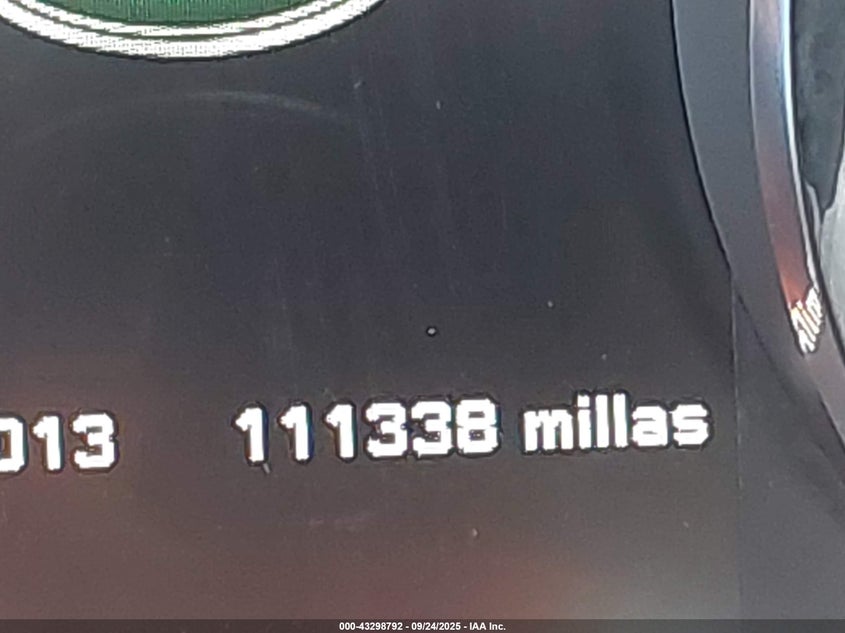 013 111338 millas
000-43298792 - 09/24/2025 - IAA Inc.